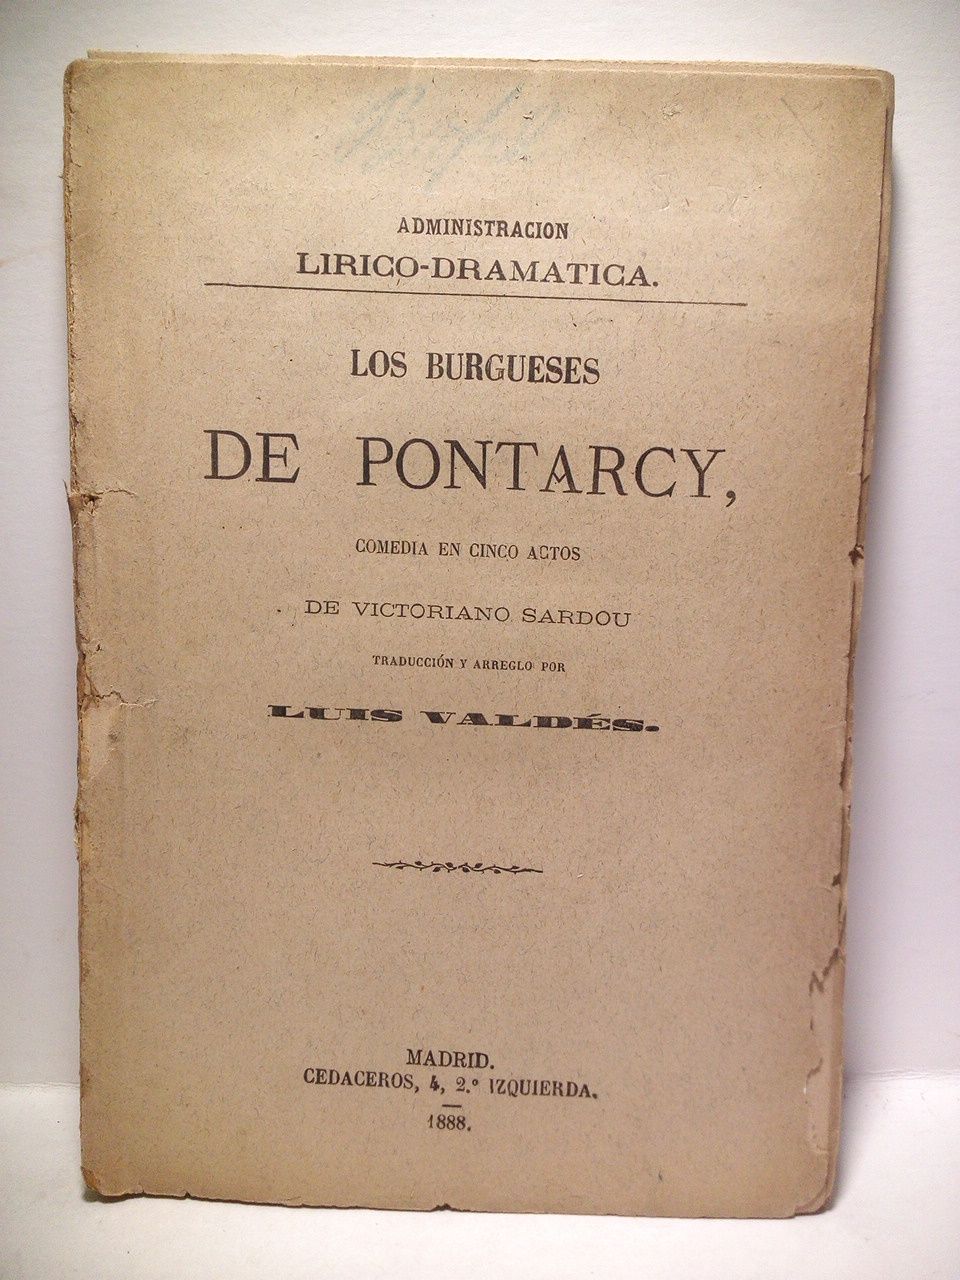 ADMINISTRACION
LIRICO-DRAMATICA.
LOS BURGUESES
DE PONTARCY,
COMEDIA EN CINCO ACTOS
DE VICTORIANO SARDOU
TRADUCCIÓN Y ARREGLO POR
LUIS VALDÉS.
MADRID.
CEDACEROS, 4, 2.º IZQUIERDA.
1888.